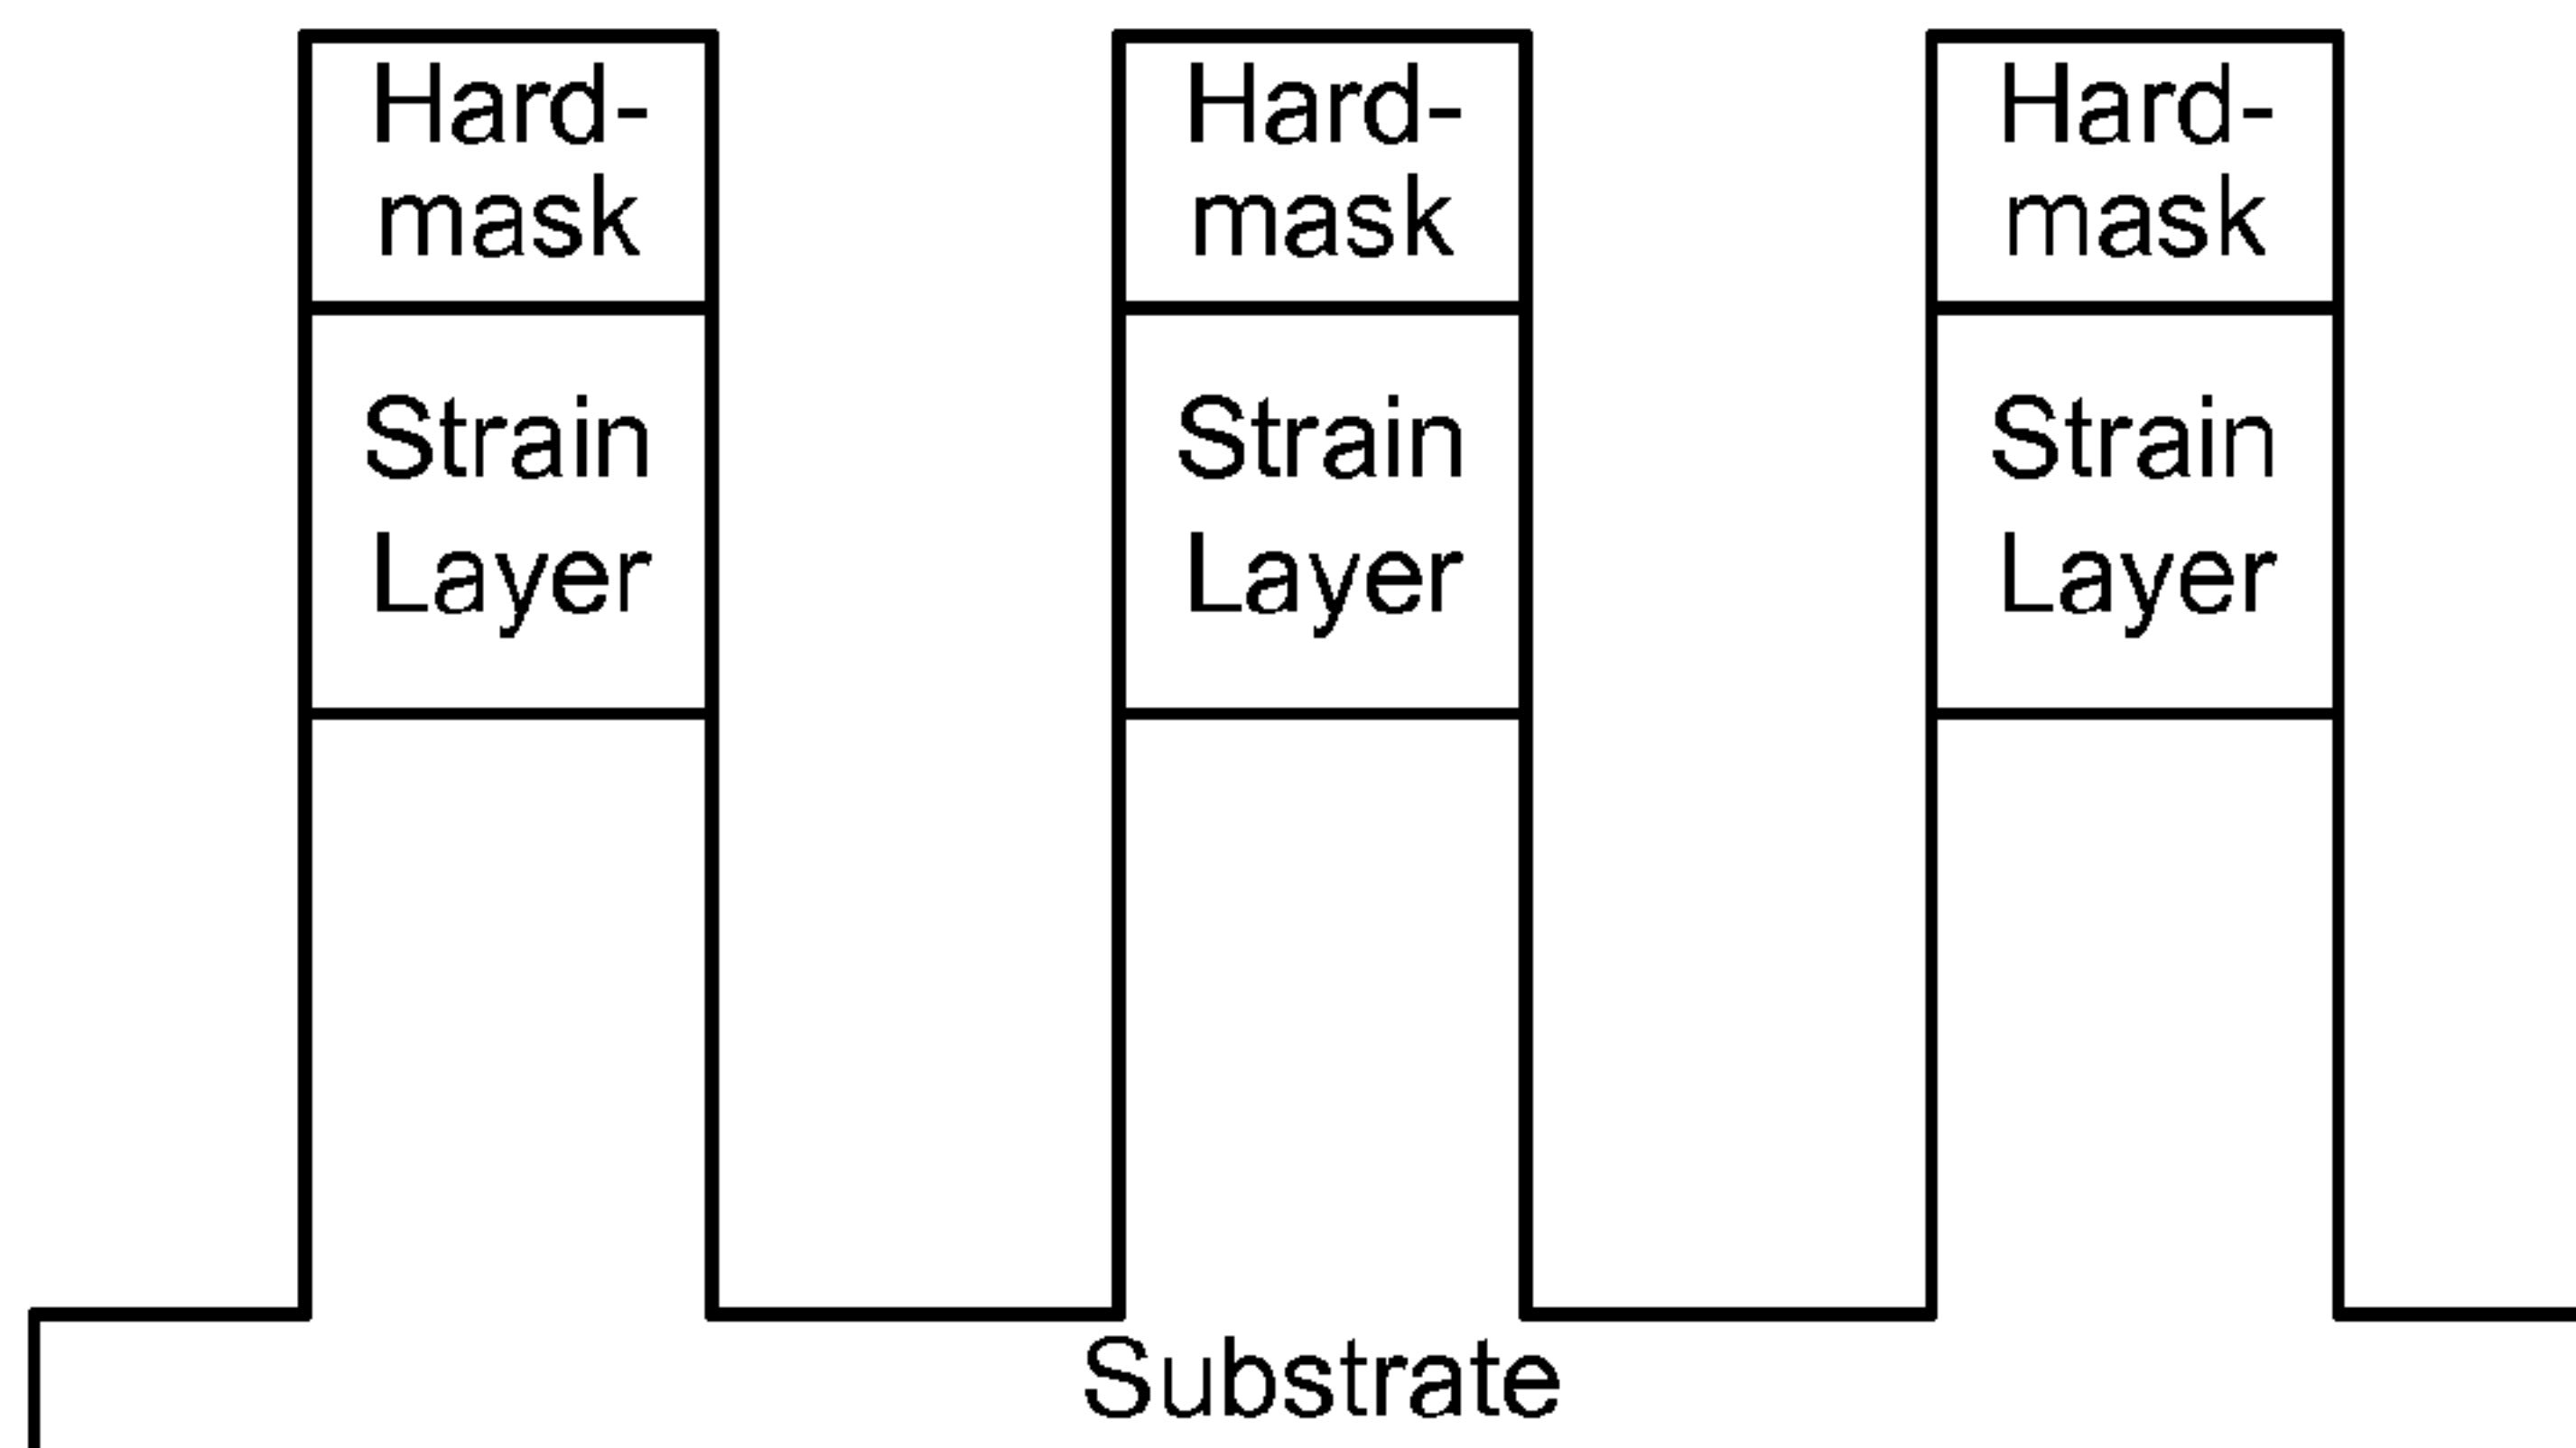 Hard-
mask
Hard-
mask
Hard-
mask
Strain
Layer
Strain
Layer
Strain
Layer
Substrate